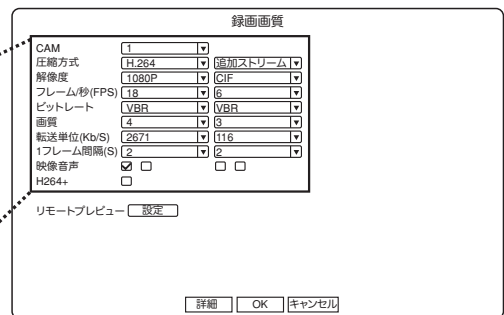 録画画質
CAM 1
圧縮方式 H.264 追加ストリーム
解像度 1080P CIF
フレーム/秒(FPS) 18 6
ビットレート VBR VBR
画質 4 3
転送単位(Kb/S) 2671 116
1フレーム間隔(S) 2 2
映像音声
H264+
リモートプレビュー 設定
詳細 OK キャンセル